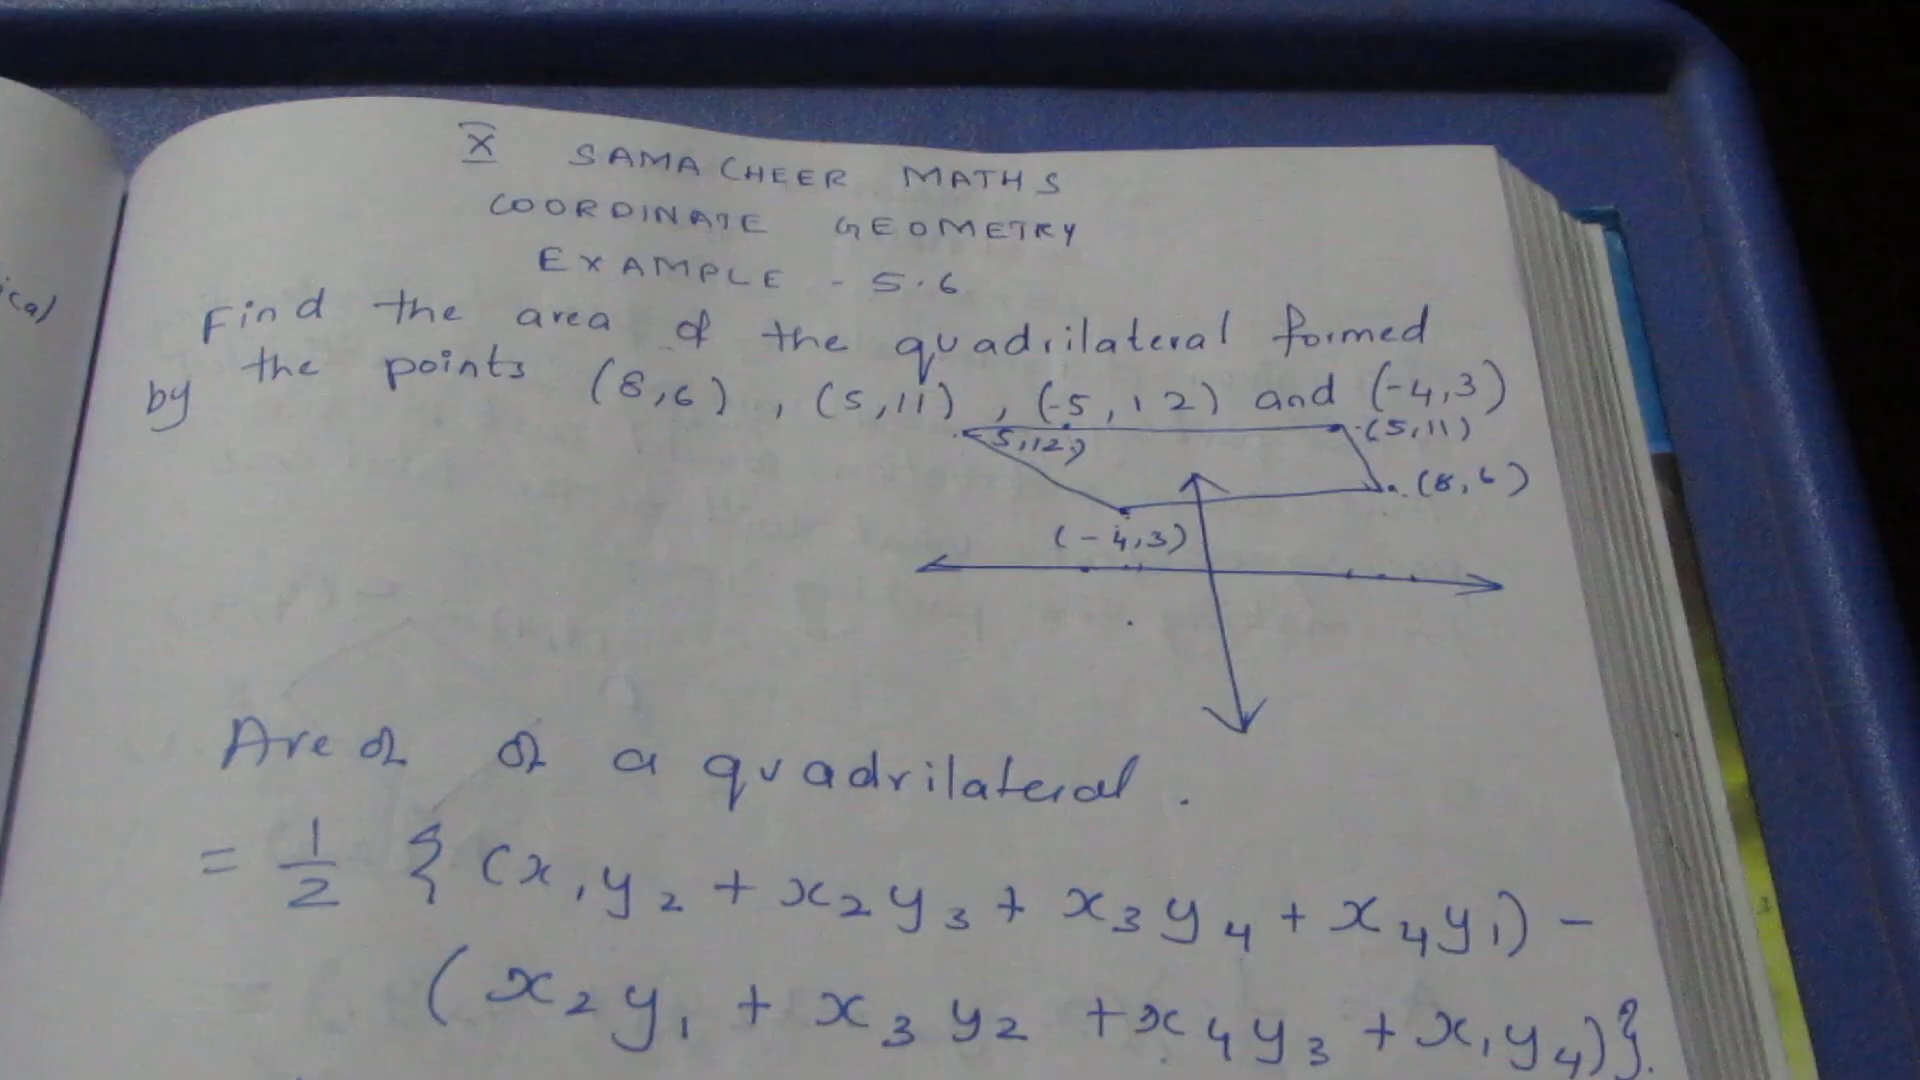 X SAMACHEER MATHS
COORDINATE GEOMETRY
EXAMPLE - 5.6
Find the area of the quadrilateral formed
by the points (8,6), (5,11), (-5,12) and (-4,3)
(5,11)
5,12)
(8,6)
(-4,3)
Area of a quadrilateral.
= 1/2 {(x1y2 + x2y3 + x3y4 + x4y1) -
(x2y1 + x3y2 + x4y3 + x1y4)}.